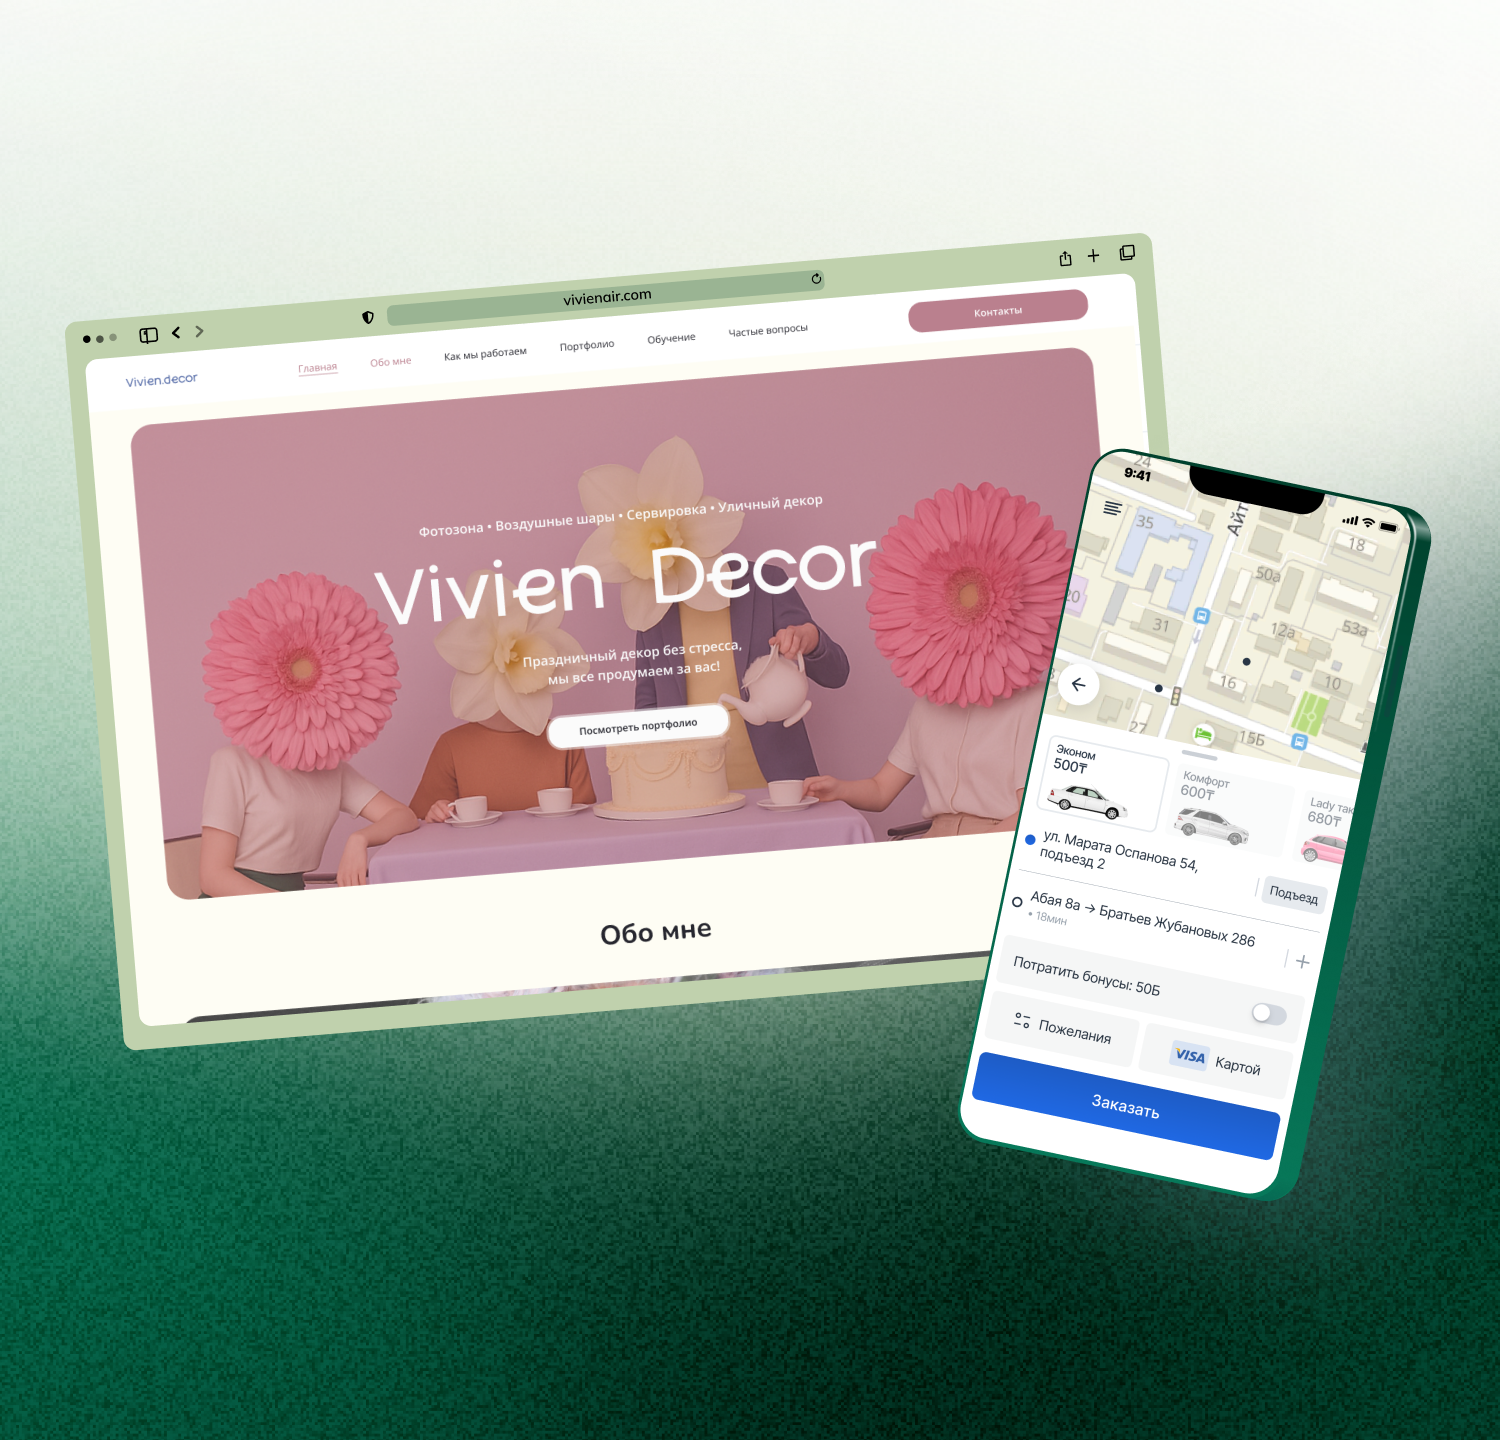 vivienair.com
Vivien.decor
Главная
Обо мне
Как мы работаем
Портфолио
Обучение
Частые вопросы
Контакты
Фотозона • Воздушные шары • Сервировка • Уличный декор
Vivien Decor
Праздничный декор без стресса,
мы все продумаем за вас!
Посмотреть портфолио
Обо мне
9:41
24
35
Айт
18
50а
20
31
12а
53а
16
10
27
15Б
Эконом
500₸
Комфорт
600₸
Lady так
680₸
ул. Марата Оспанова 54,
подъезд 2
Подъезд
Абая 8а → Братьев Жубановых 286
• 18мин
Потратить бонусы: 50Б
Пожелания
VISA
Картой
Заказать